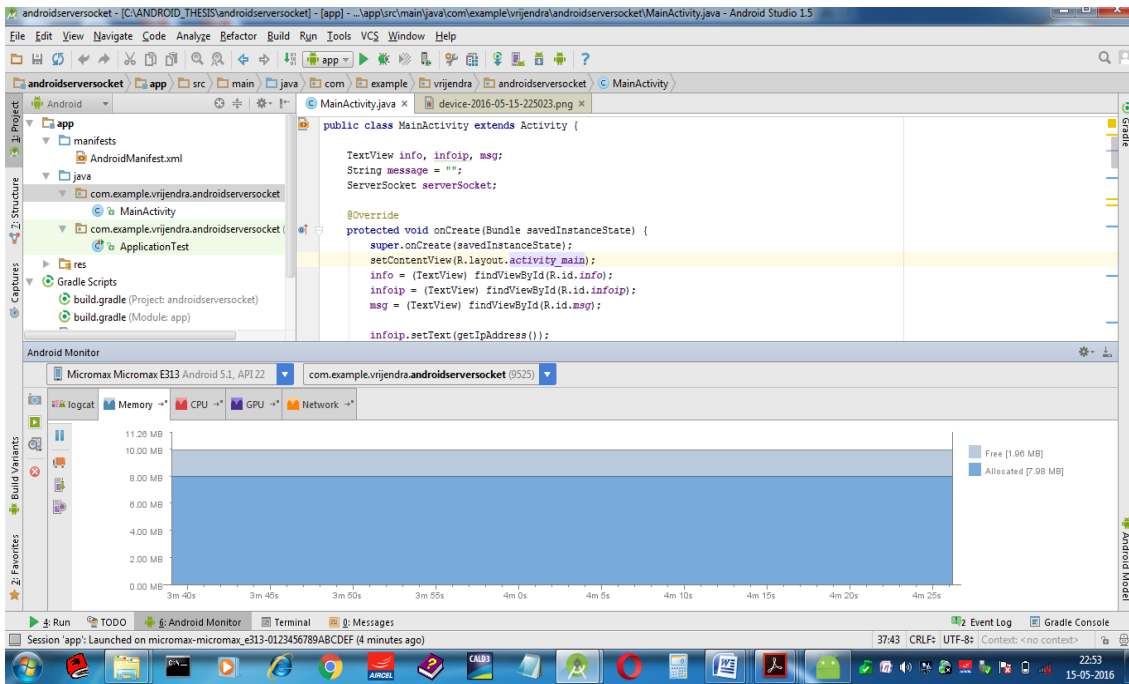 androidserversocket - [C:\ANDROID_THESIS\androidserversocket] - [app] - ...\app\src\main\java\com\example\vrijendra\androidserversocket\MainActivity.java - Android Studio 1.5
File Edit View Navigate Code Analyze Refactor Build Run Tools VCS Window Help
app
androidserversocket app src main java com example vrijendra androidserversocket MainActivity
Android
MainActivity.java × device-2016-05-15-225023.png ×
1: Project
Z: Structure
Captures
Build Variants
2: Favorites
app
manifests
AndroidManifest.xml
java
com.example.vrijendra.androidserversocket
MainActivity
com.example.vrijendra.androidserversocket (
ApplicationTest
res
Gradle Scripts
build.gradle (Project: androidserversocket)
build.gradle (Module: app)
public class MainActivity extends Activity {
TextView info, infoip, msg;
String message = "";
ServerSocket serverSocket;
@Override
protected void onCreate(Bundle savedInstanceState) {
super.onCreate(savedInstanceState);
setContentView(R.layout.activity_main);
info = (TextView) findViewById(R.id.info);
infoip = (TextView) findViewById(R.id.infoip);
msg = (TextView) findViewById(R.id.msg);
infoip.setText(getIpAddress());
Gradle
Android Model
Android Monitor
Micromax Micromax E313 Android 5.1, API 22 com.example.vrijendra.androidserversocket (9525)
logcat Memory CPU GPU Network
11.26 MB
10.00 MB
8.00 MB
6.00 MB
4.00 MB
2.00 MB
0.00 MB
Free [1.96 MB]
Allocated [7.98 MB]
3m 40s 3m 45s 3m 50s 3m 55s 4m 0s 4m 5s 4m 10s 4m 15s 4m 20s 4m 25s
4: Run TODO 6: Android Monitor Terminal 0: Messages 2 Event Log Gradle Console
Session 'app': Launched on micromax-micromax_e313-0123456789ABCDEF (4 minutes ago) 37:43 CRLF UTF-8 Context: <no context>
AIRCEL
CALD3
22:53
15-05-2016